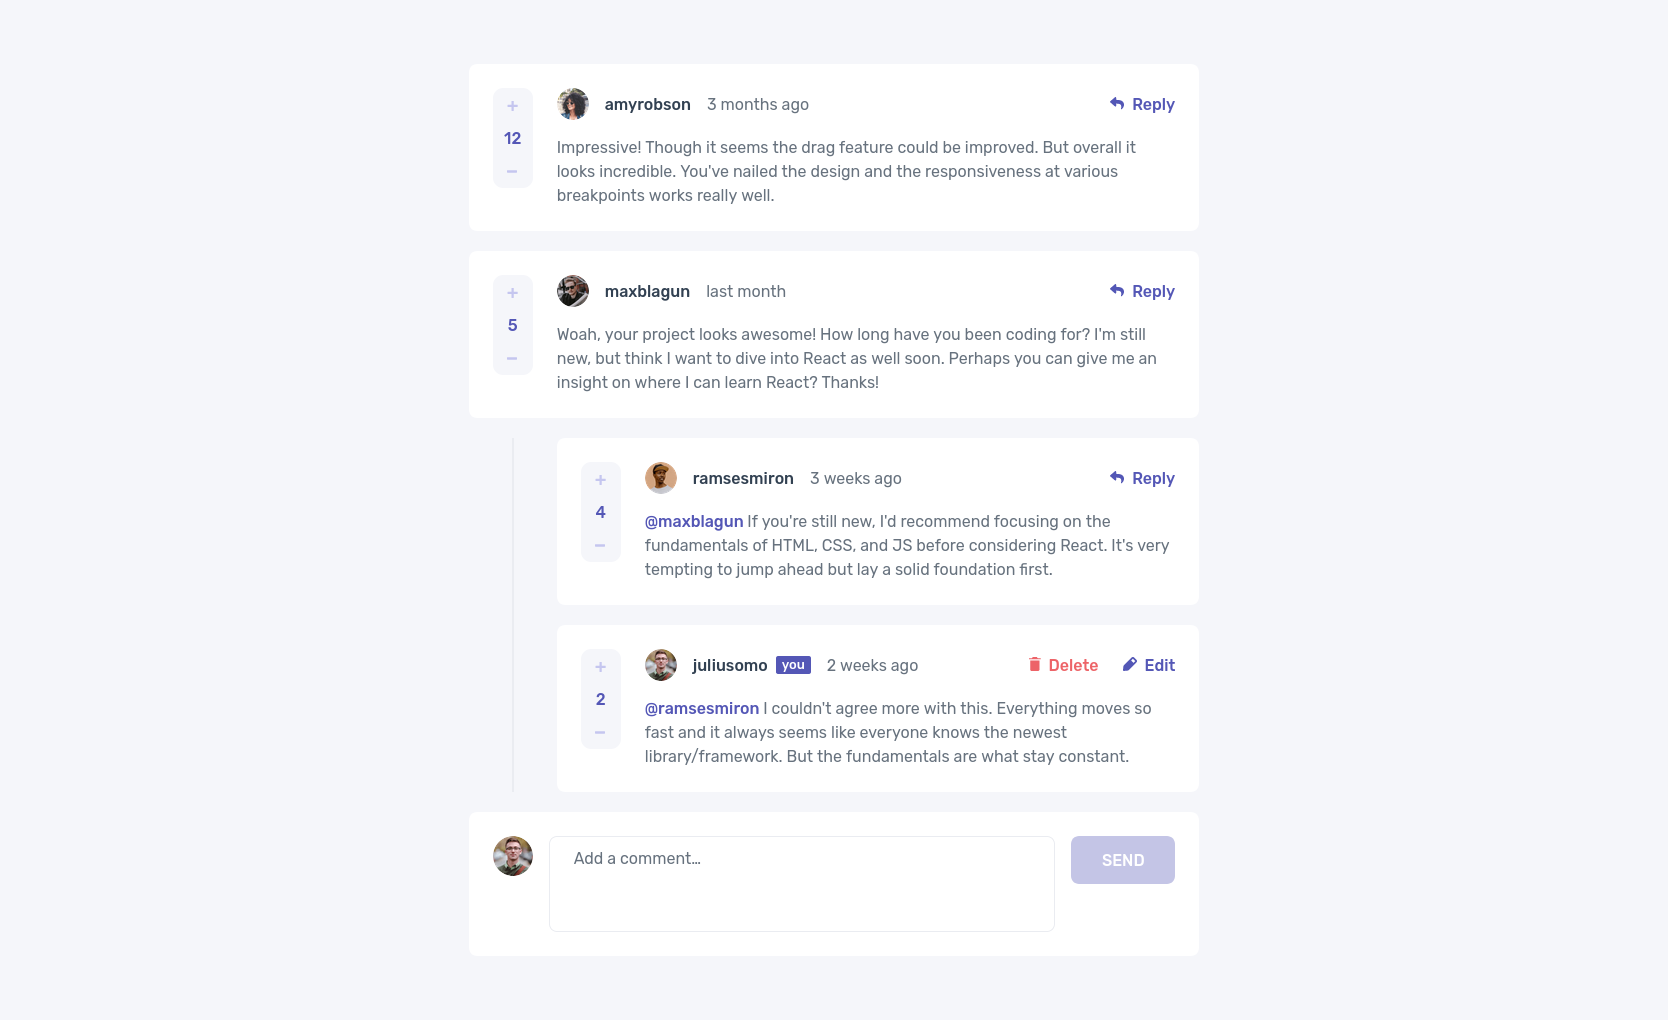 +
12
−
amyrobson 3 months ago Reply
Impressive! Though it seems the drag feature could be improved. But overall it
looks incredible. You've nailed the design and the responsiveness at various
breakpoints works really well.
+
5
−
maxblagun last month Reply
Woah, your project looks awesome! How long have you been coding for? I'm still
new, but think I want to dive into React as well soon. Perhaps you can give me an
insight on where I can learn React? Thanks!
+
4
−
ramsesmiron 3 weeks ago Reply
@maxblagun If you're still new, I'd recommend focusing on the
fundamentals of HTML, CSS, and JS before considering React. It's very
tempting to jump ahead but lay a solid foundation first.
+
2
−
juliusomo you 2 weeks ago Delete Edit
@ramsesmiron I couldn't agree more with this. Everything moves so
fast and it always seems like everyone knows the newest
library/framework. But the fundamentals are what stay constant.
Add a comment… SEND